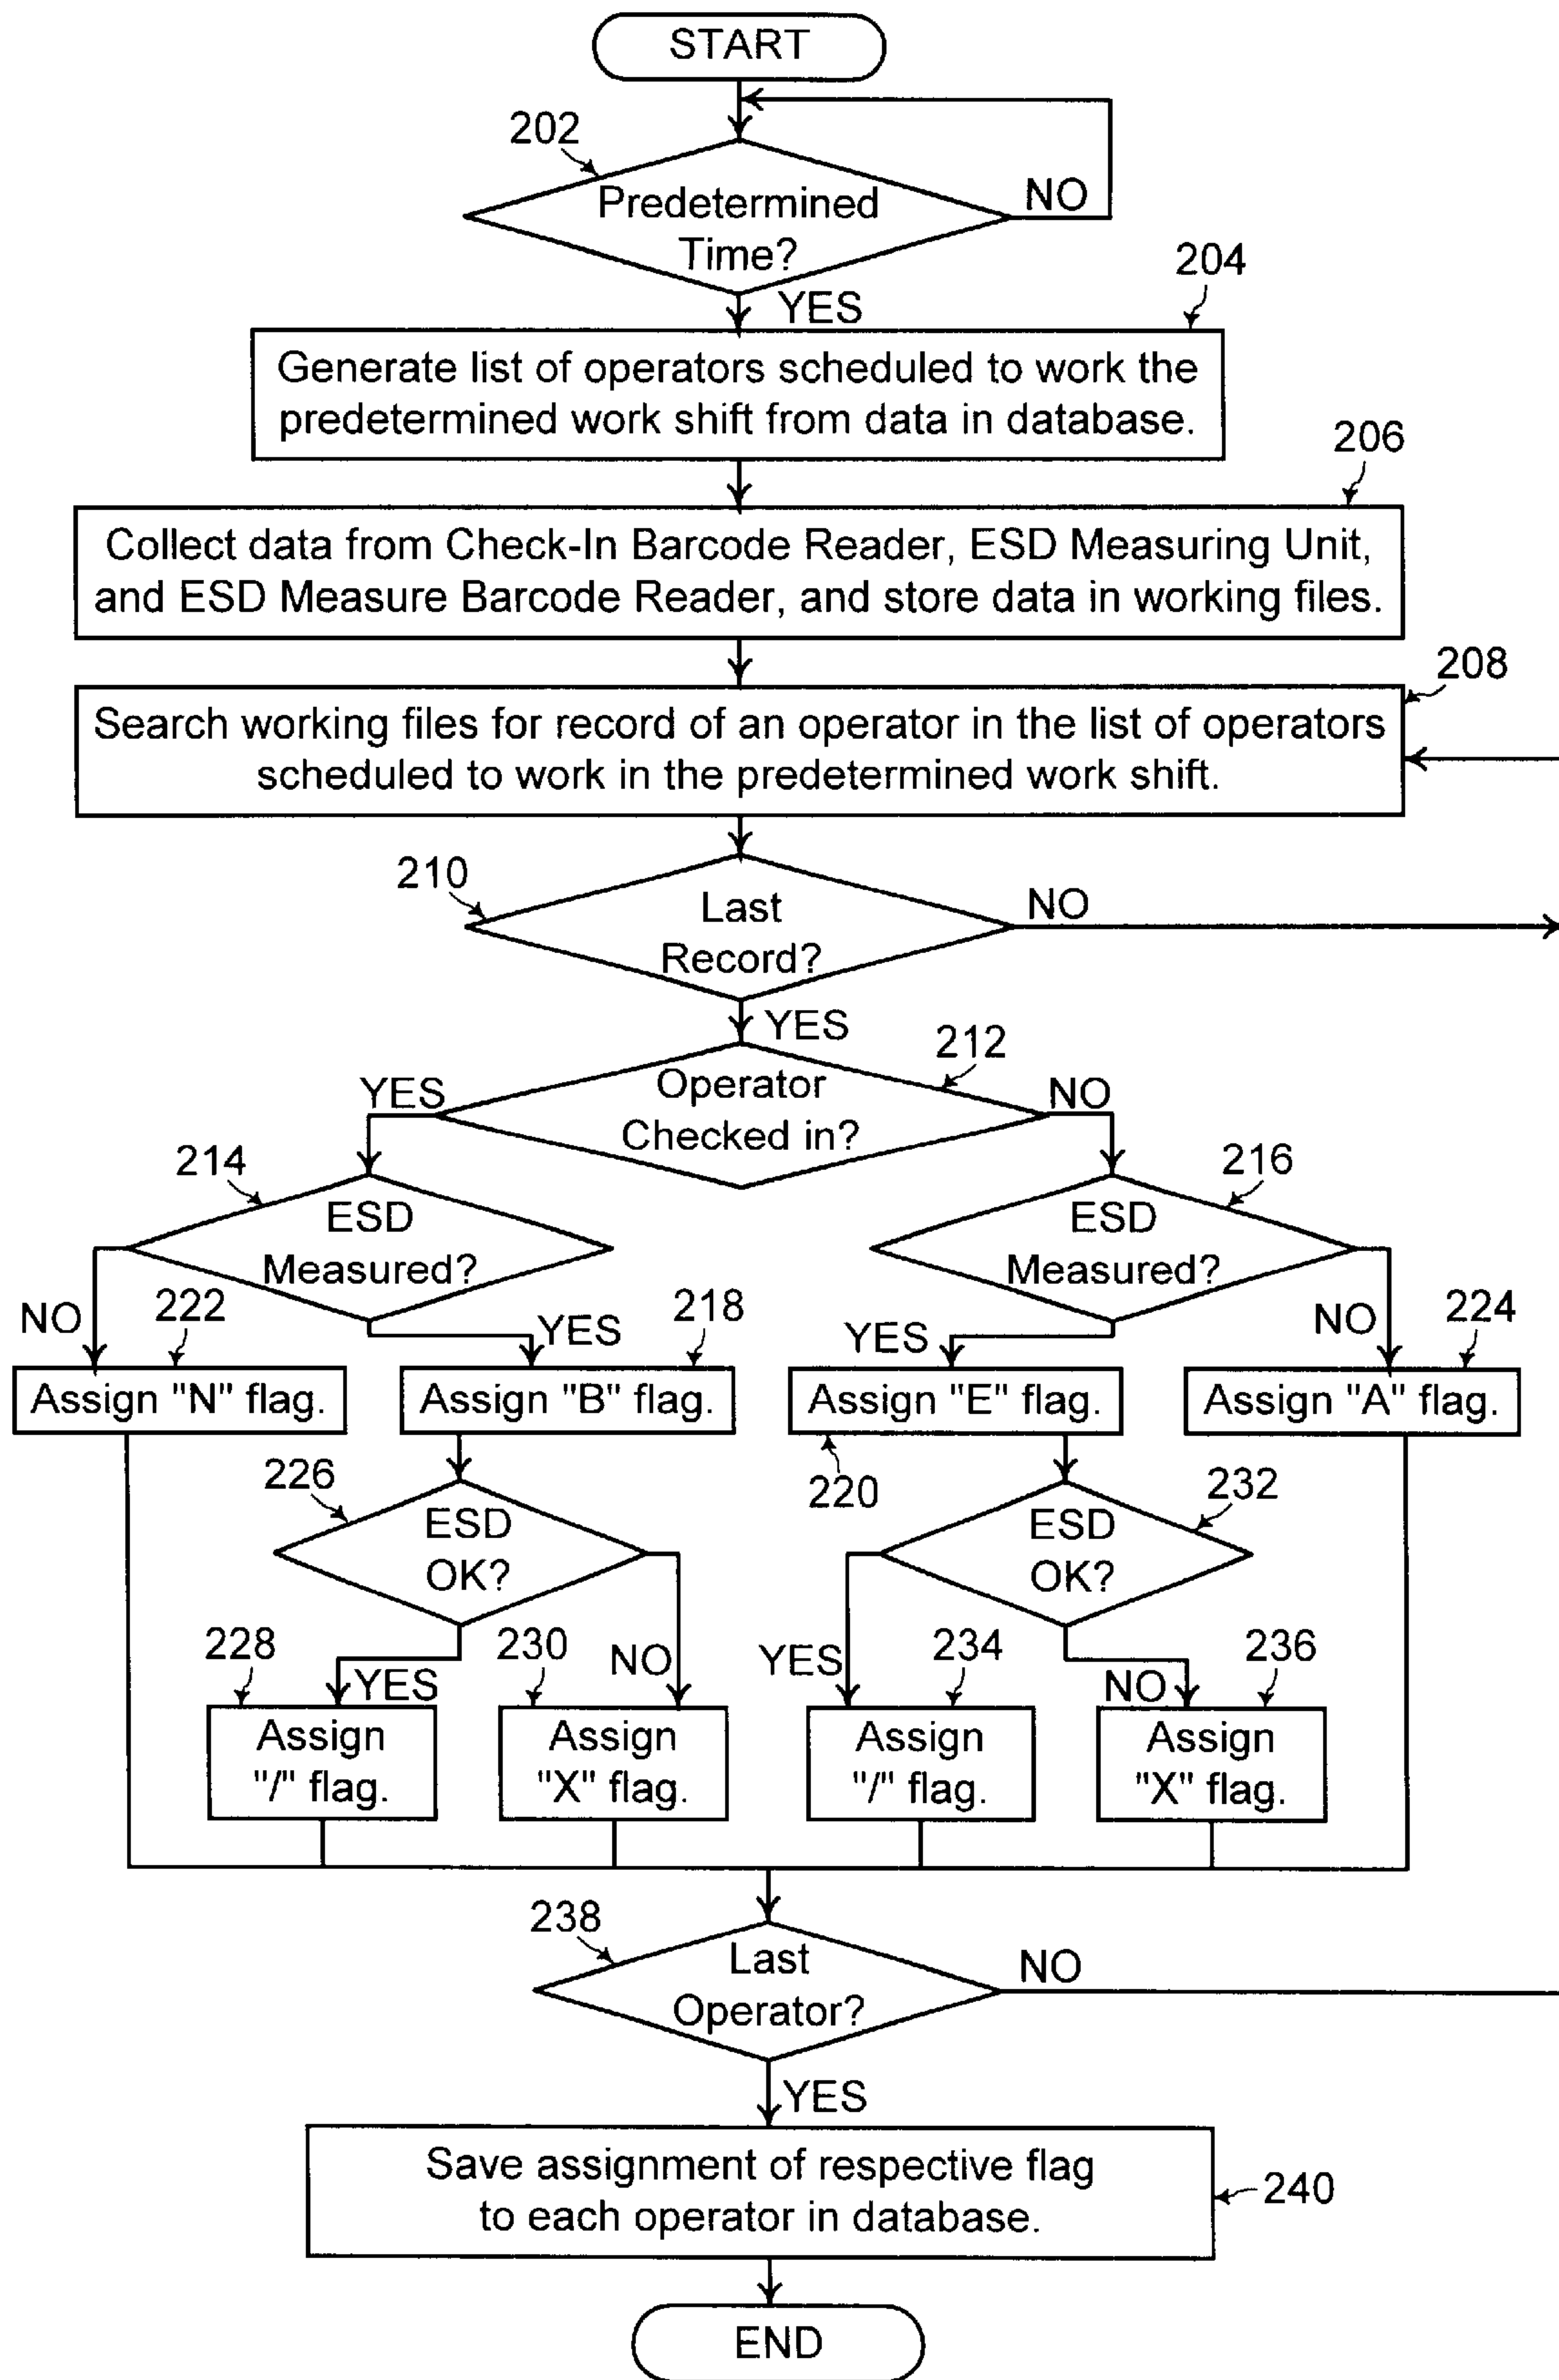 START
202
Predetermined
Time?
NO
YES
204
Generate list of operators scheduled to work the
predetermined work shift from data in database.
206
Collect data from Check-In Barcode Reader, ESD Measuring Unit,
and ESD Measure Barcode Reader, and store data in working files.
208
Search working files for record of an operator in the list of operators
scheduled to work in the predetermined work shift.
210
Last
Record?
NO
YES
212
Operator
Checked in?
YES
NO
214
ESD
Measured?
216
ESD
Measured?
NO
222
YES
218
YES
NO
224
Assign "N" flag.
Assign "B" flag.
Assign "E" flag.
Assign "A" flag.
220
226
ESD
OK?
232
ESD
OK?
228
YES
230
NO
YES
234
NO
236
Assign
"/" flag.
Assign
"X" flag.
Assign
"/" flag.
Assign
"X" flag.
238
Last
Operator?
NO
YES
Save assignment of respective flag
to each operator in database.
240
END